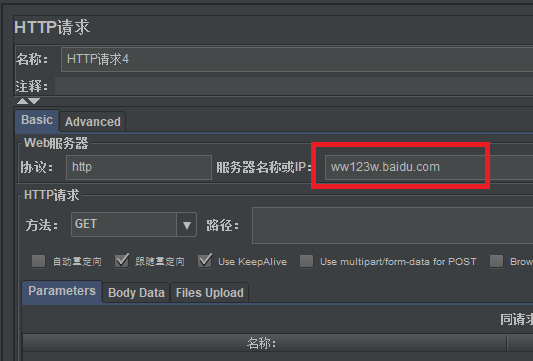 HTTP请求
名称: HTTP请求4
注释:
Basic Advanced
Web服务器
协议: http 服务器名称或IP: ww123w.baidu.com
HTTP请求
方法: GET 路径:
自动重定向 跟随重定向 Use KeepAlive Use multipart/form-data for POST Brow
Parameters Body Data Files Upload
同请求
名称: